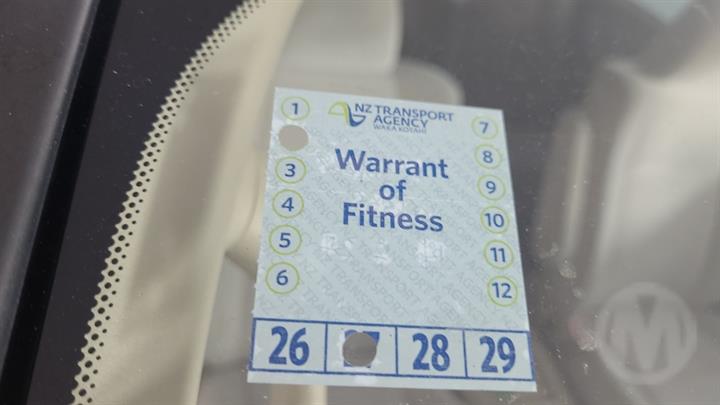 NZ TRANSPORT
AGENCY
WAKA KOTAHI
Warrant
of
Fitness
1
3
4
5
6
7
8
9
10
11
12
26 28 29
M